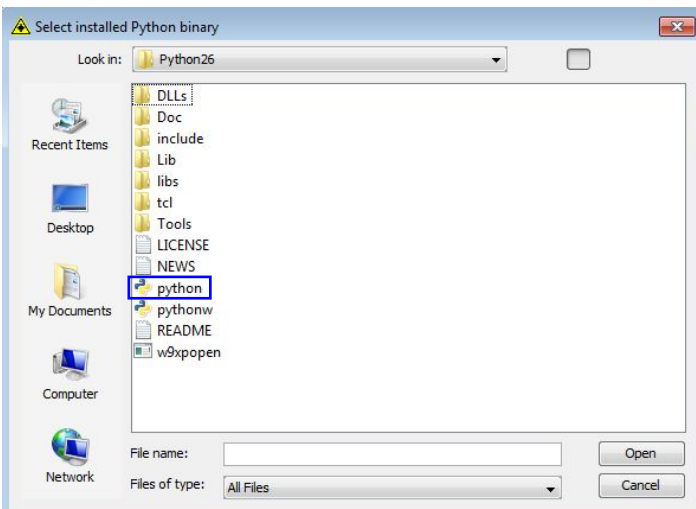 Select installed Python binary
Look in: Python26
Recent Items
Desktop
My Documents
Computer
Network
DLLs
Doc
include
Lib
libs
tcl
Tools
LICENSE
NEWS
python
pythonw
README
w9xpopen
File name: Open
Files of type: All Files Cancel